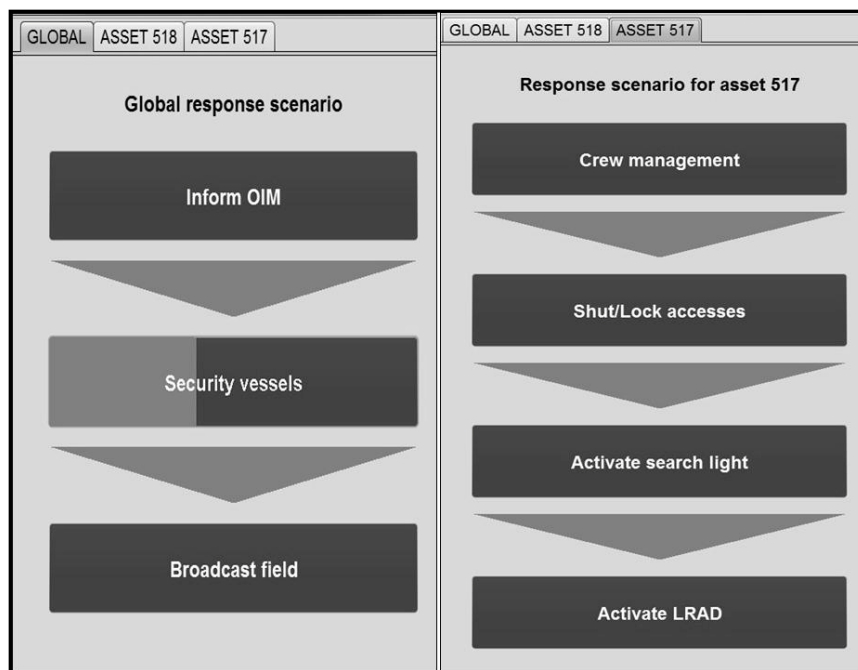 GLOBAL ASSET 518 ASSET 517
Global response scenario
Inform OIM
Security vessels
Broadcast field
GLOBAL ASSET 518 ASSET 517
Response scenario for asset 517
Crew management
Shut/Lock accesses
Activate search light
Activate LRAD